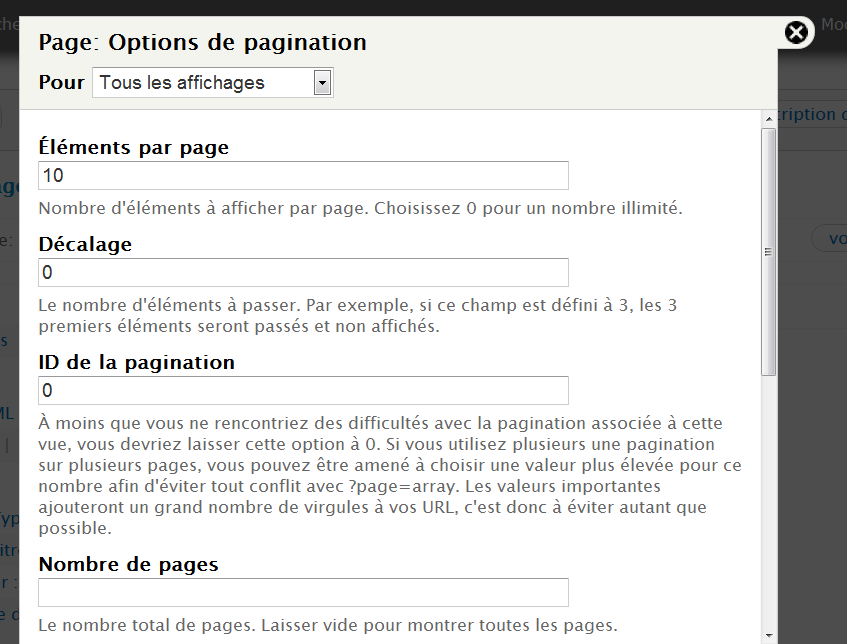 Page: Options de pagination
Pour Tous les affichages
Éléments par page
10
Nombre d'éléments à afficher par page. Choisissez 0 pour un nombre illimité.
Décalage
0
Le nombre d'éléments à passer. Par exemple, si ce champ est défini à 3, les 3
premiers éléments seront passés et non affichés.
ID de la pagination
0
À moins que vous ne rencontriez des difficultés avec la pagination associée à cette
vue, vous devriez laisser cette option à 0. Si vous utilisez plusieurs une pagination
sur plusieurs pages, vous pouvez être amené à choisir une valeur plus élevée pour ce
nombre afin d'éviter tout conflit avec ?page=array. Les valeurs importantes
ajouteront un grand nombre de virgules à vos URL, c'est donc à éviter autant que
possible.
Nombre de pages
Le nombre total de pages. Laisser vide pour montrer toutes les pages.